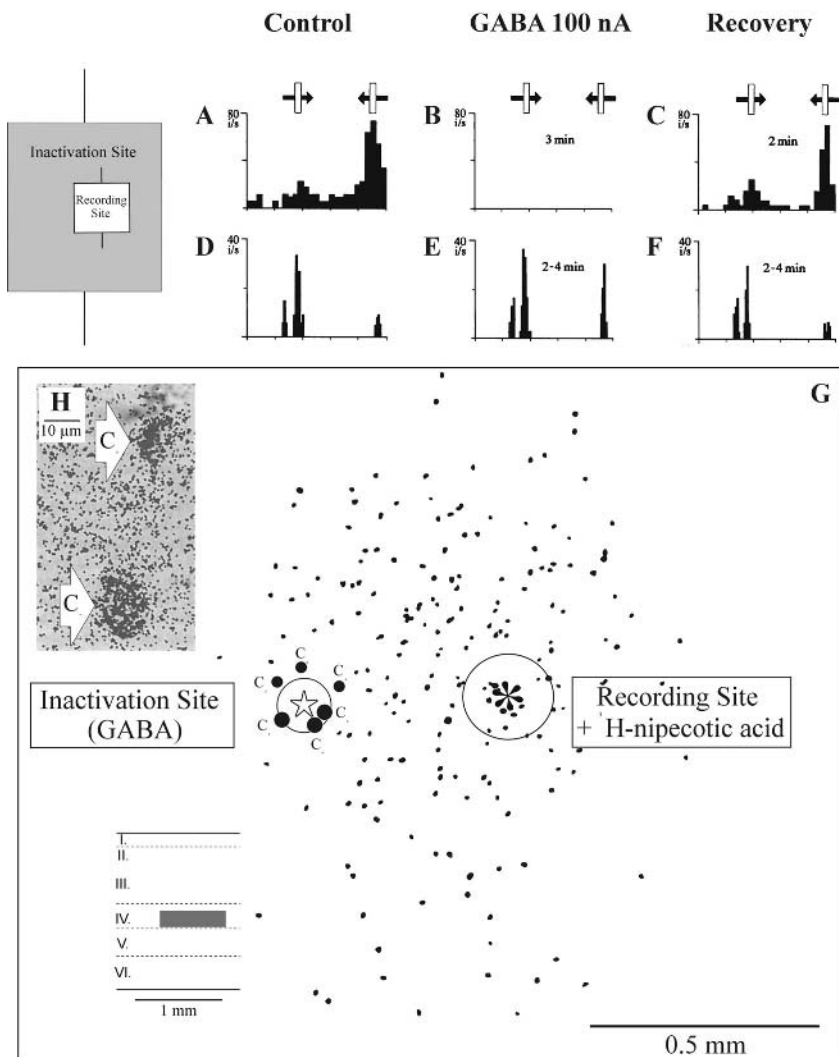 Control GABA 100 nA Recovery
A 80 i/s
B 80 i/s 3 min
C 80 i/s 2 min
Inactivation Site
Recording
Site
D 40 i/s
E 40 i/s 2-4 min
F 40 i/s 2-4 min
H
10 µm
C
C
G
C
C
C
C
C
C
Inactivation Site
(GABA)
Recording Site
+ H-nipecotic acid
I.
II.
III.
IV.
V.
VI.
1 mm
0.5 mm